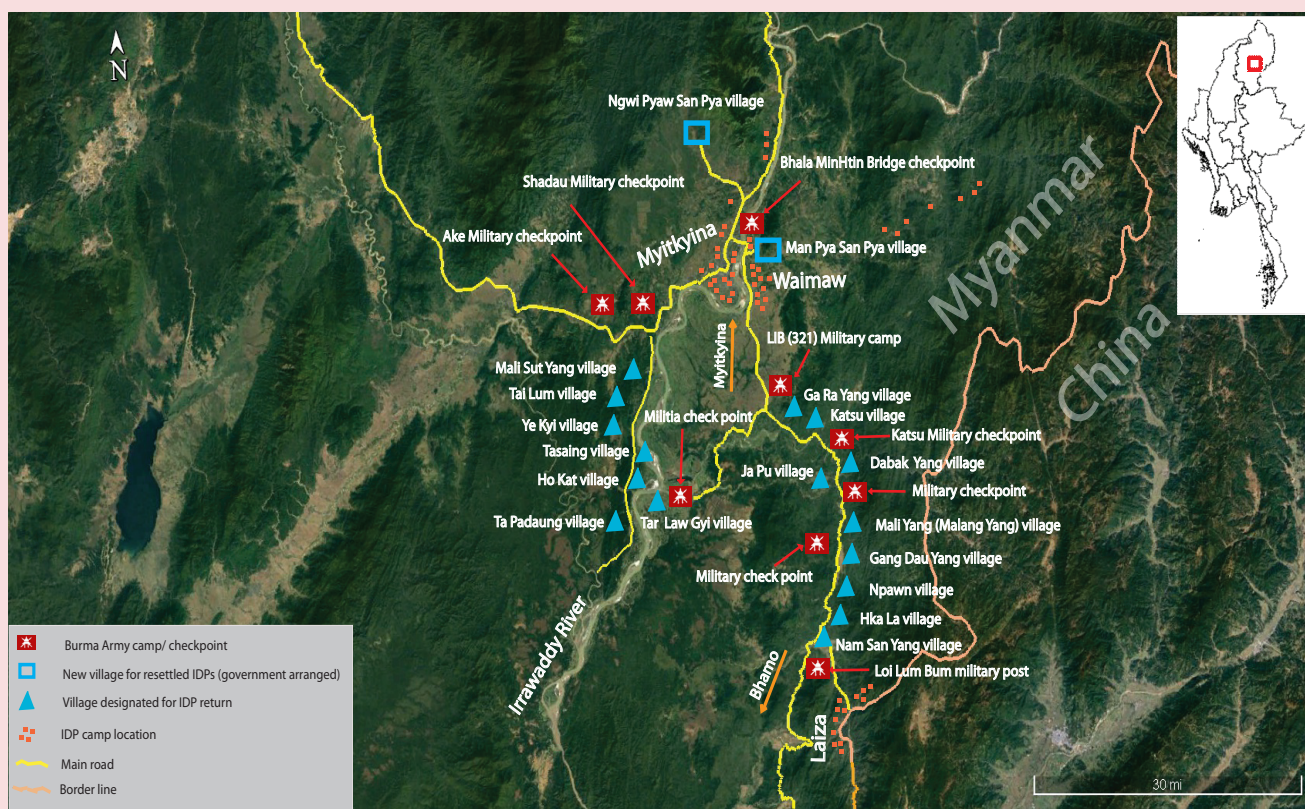 N
Ngwi Pyaw San Pya village
Bhala MinHtin Bridge checkpoint
Shadau Military checkpoint
Ake Military checkpoint
Myitkyina
Man Pya San Pya village
Waimaw
Myanmar
China
Myitkyina
LIB (321) Military camp
Mali Sut Yang village
Tai Lum village
Ye Kyi village
Tasaing village
Ho Kat village
Ta Padaung village
Militia check point
Tar Law Gyi village
Ga Ra Yang village
Katsu village
Katsu Military checkpoint
Ja Pu village
Dabak Yang village
Military checkpoint
Mali Yang (Malang Yang) village
Military check point
Gang Dau Yang village
Npawn village
Hka La village
Nam San Yang village
Loi Lum Bum military post
Irrawaddy River
Bhamo
Laiza
Burma Army camp/ checkpoint
New village for resettled IDPs (government arranged)
Village designated for IDP return
IDP camp location
Main road
Border line
30 mi